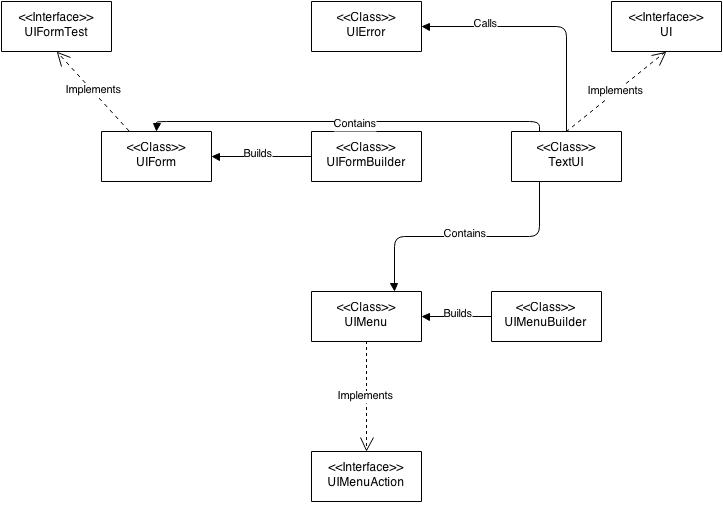 <<Interface>>
UIFormTest
<<Class>>
UIError
Calls
<<Interface>>
UI
Implements
Implements
Contains
<<Class>>
UIForm
Builds
<<Class>>
UIFormBuilder
<<Class>>
TextUI
Contains
<<Class>>
UIMenu
Builds
<<Class>>
UIMenuBuilder
Implements
<<Interface>>
UIMenuAction